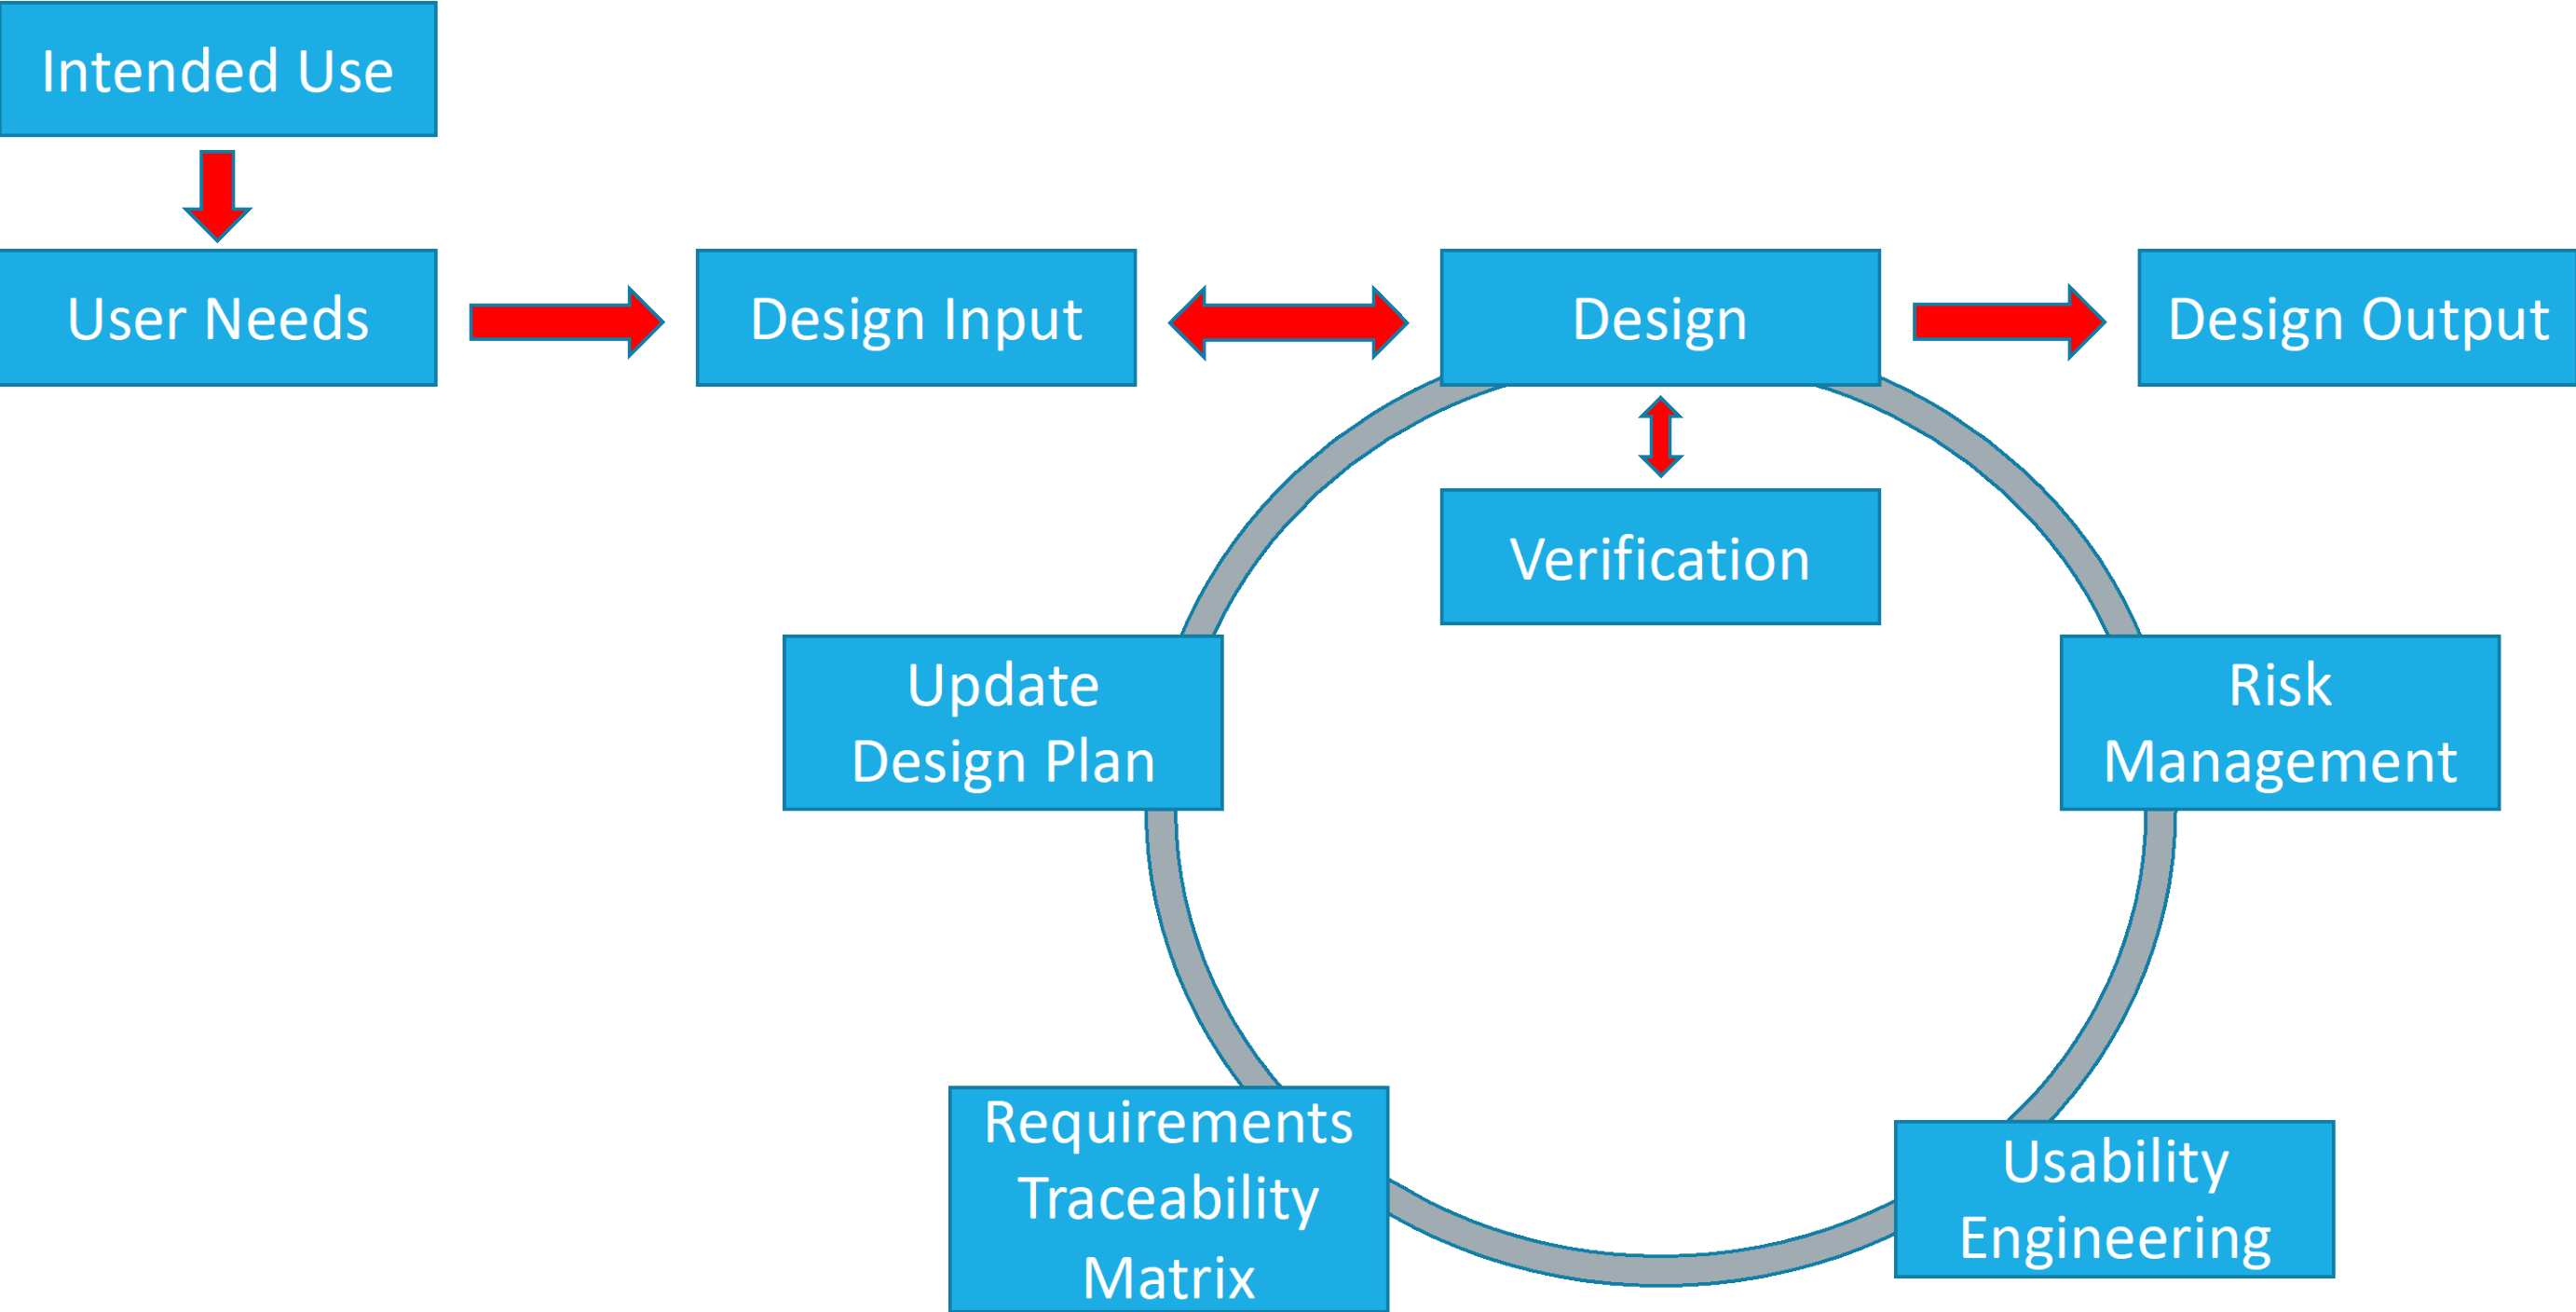 Intended Use
User Needs
Design Input
Design
Design Output
Verification
Update
Design Plan
Risk
Management
Requirements
Traceability
Matrix
Usability
Engineering